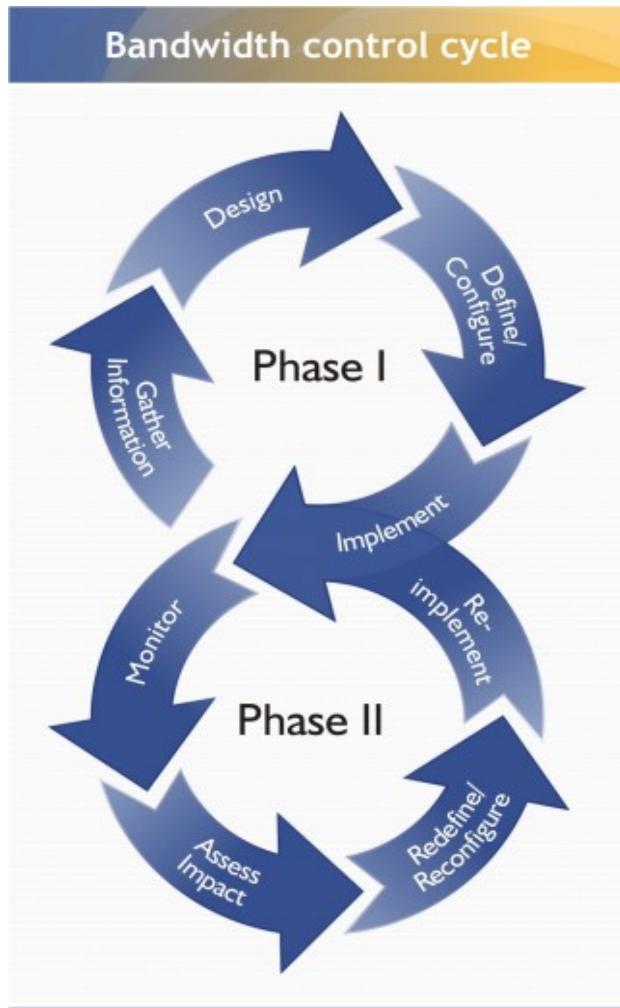 Bandwidth control cycle
Design
Define/
Configure
Phase I
Gather
Information
Implement
Re-
implement
Monitor
Phase II
Redefine/
Reconfigure
Assess
Impact